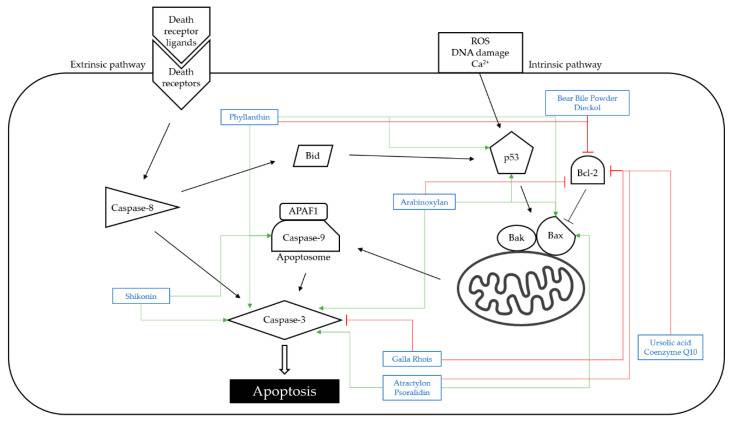 Death
receptor
ligands
Extrinsic pathway
Death
receptors
ROS
DNA damage
Ca²⁺
Intrinsic pathway
Bear Bile Powder
Dieckol
Phyllanthin
Bid
p53
Bcl-2
Caspase-8
Arabinoxylan
APAF1
Caspase-9
Apoptosome
Bak
Bax
Shikonin
Caspase-3
Galla Rhois
Ursolic acid
Coenzyme Q10
Atractylon
Psoralidin
Apoptosis